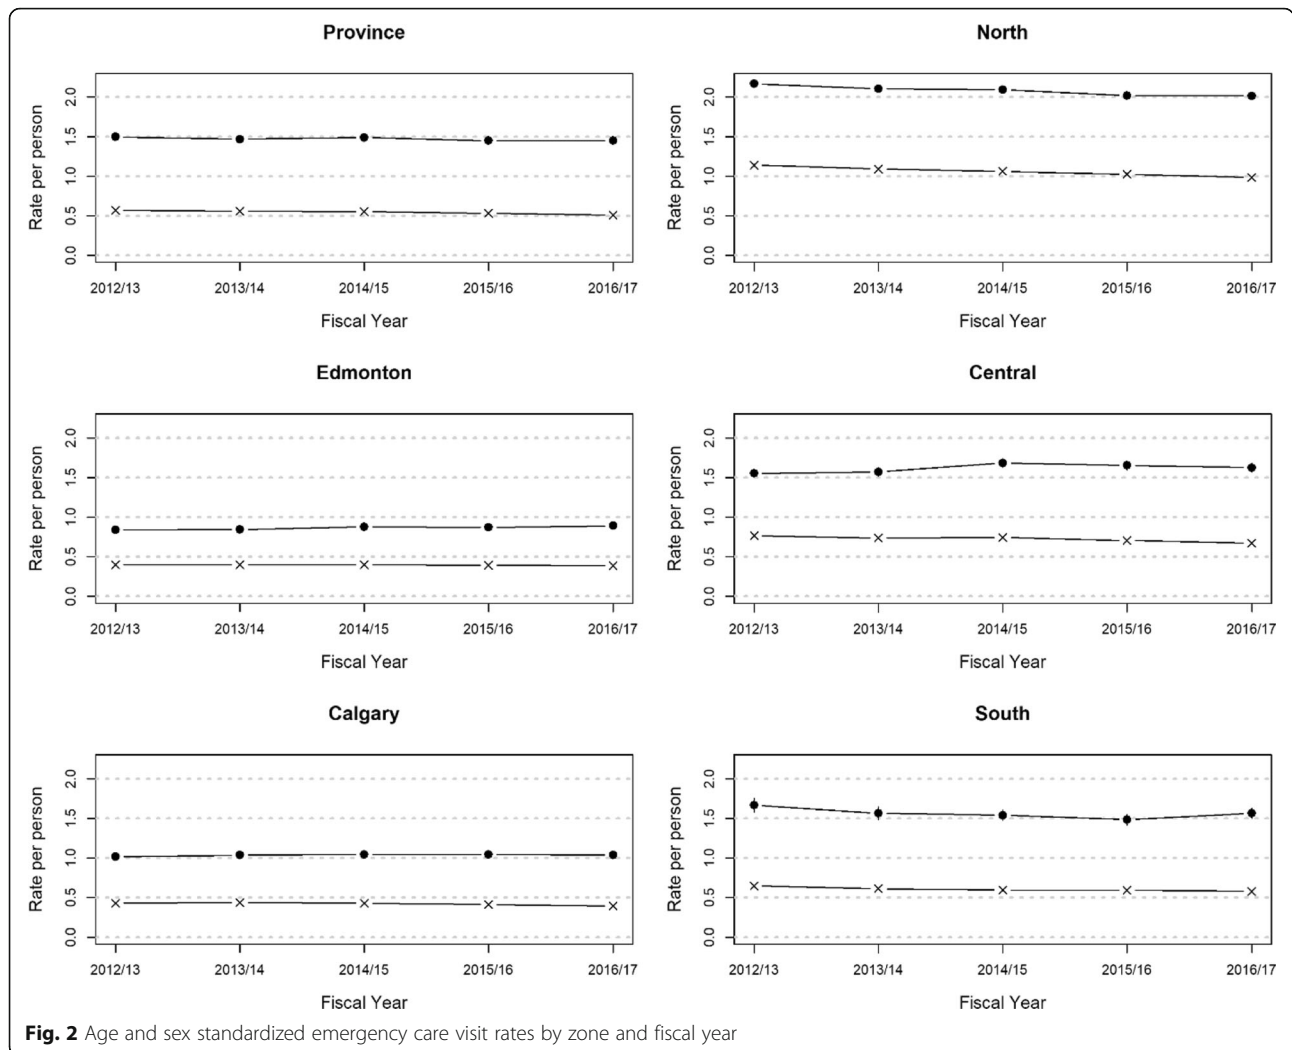 Province
Rate per person
2.0
1.5
1.0
0.5
0.0
2012/13 2013/14 2014/15 2015/16 2016/17
Fiscal Year
North
Rate per person
2.0
1.5
1.0
0.5
0.0
2012/13 2013/14 2014/15 2015/16 2016/17
Fiscal Year
Edmonton
Rate per person
2.0
1.5
1.0
0.5
0.0
2012/13 2013/14 2014/15 2015/16 2016/17
Fiscal Year
Central
Rate per person
2.0
1.5
1.0
0.5
0.0
2012/13 2013/14 2014/15 2015/16 2016/17
Fiscal Year
Calgary
Rate per person
2.0
1.5
1.0
0.5
0.0
2012/13 2013/14 2014/15 2015/16 2016/17
Fiscal Year
South
Rate per person
2.0
1.5
1.0
0.5
0.0
2012/13 2013/14 2014/15 2015/16 2016/17
Fiscal Year
Fig. 2 Age and sex standardized emergency care visit rates by zone and fiscal year